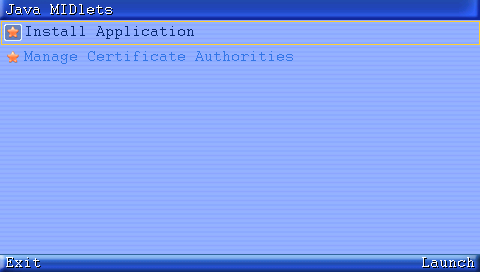 Java MIDlets
Install Application
Manage Certificate Authorities
Exit
Launch